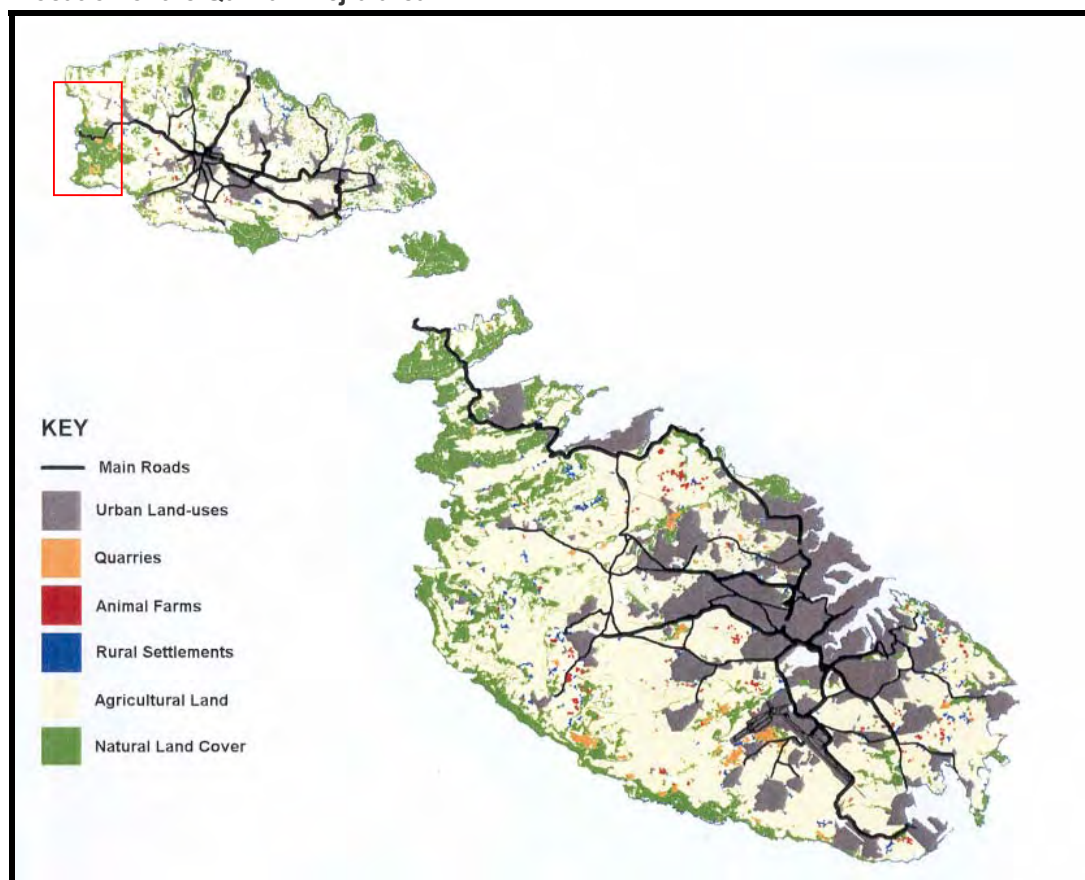 KEY
Main Roads
Urban Land-uses
Quarries
Animal Farms
Rural Settlements
Agricultural Land
Natural Land Cover